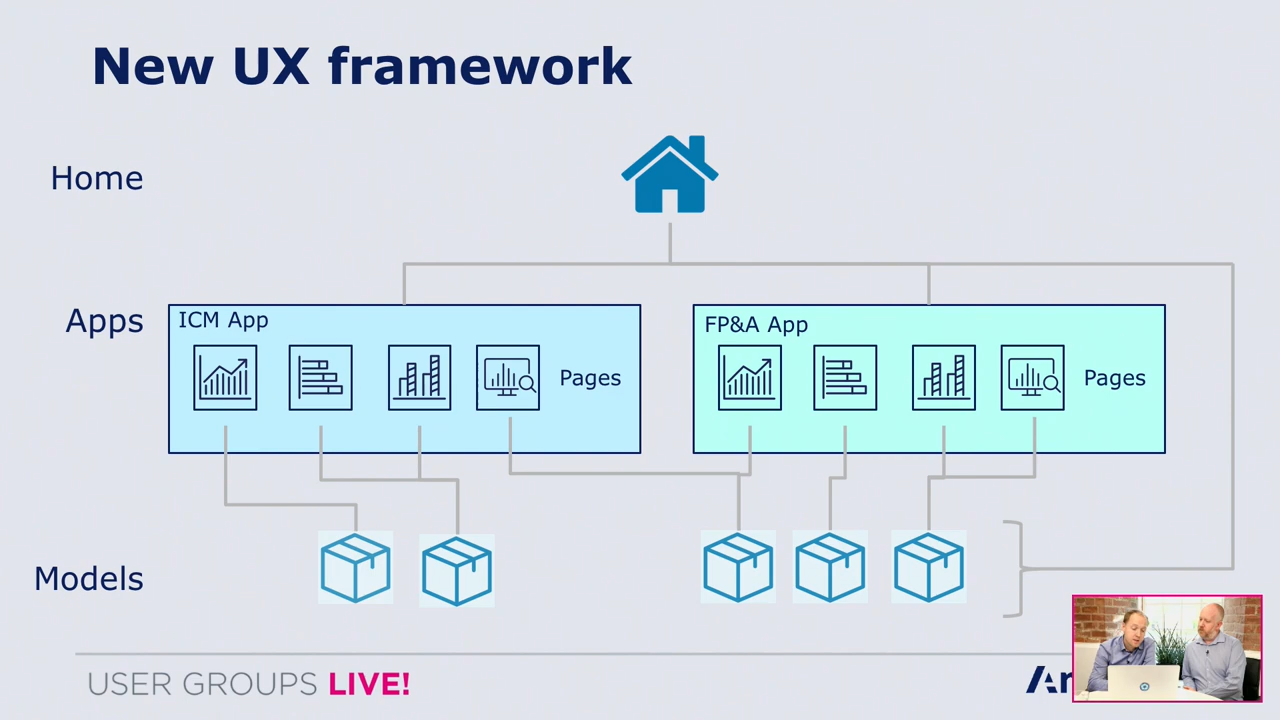 New UX framework
Home
Apps
ICM App
Pages
FP&A App
Pages
Models
USER GROUPS LIVE!